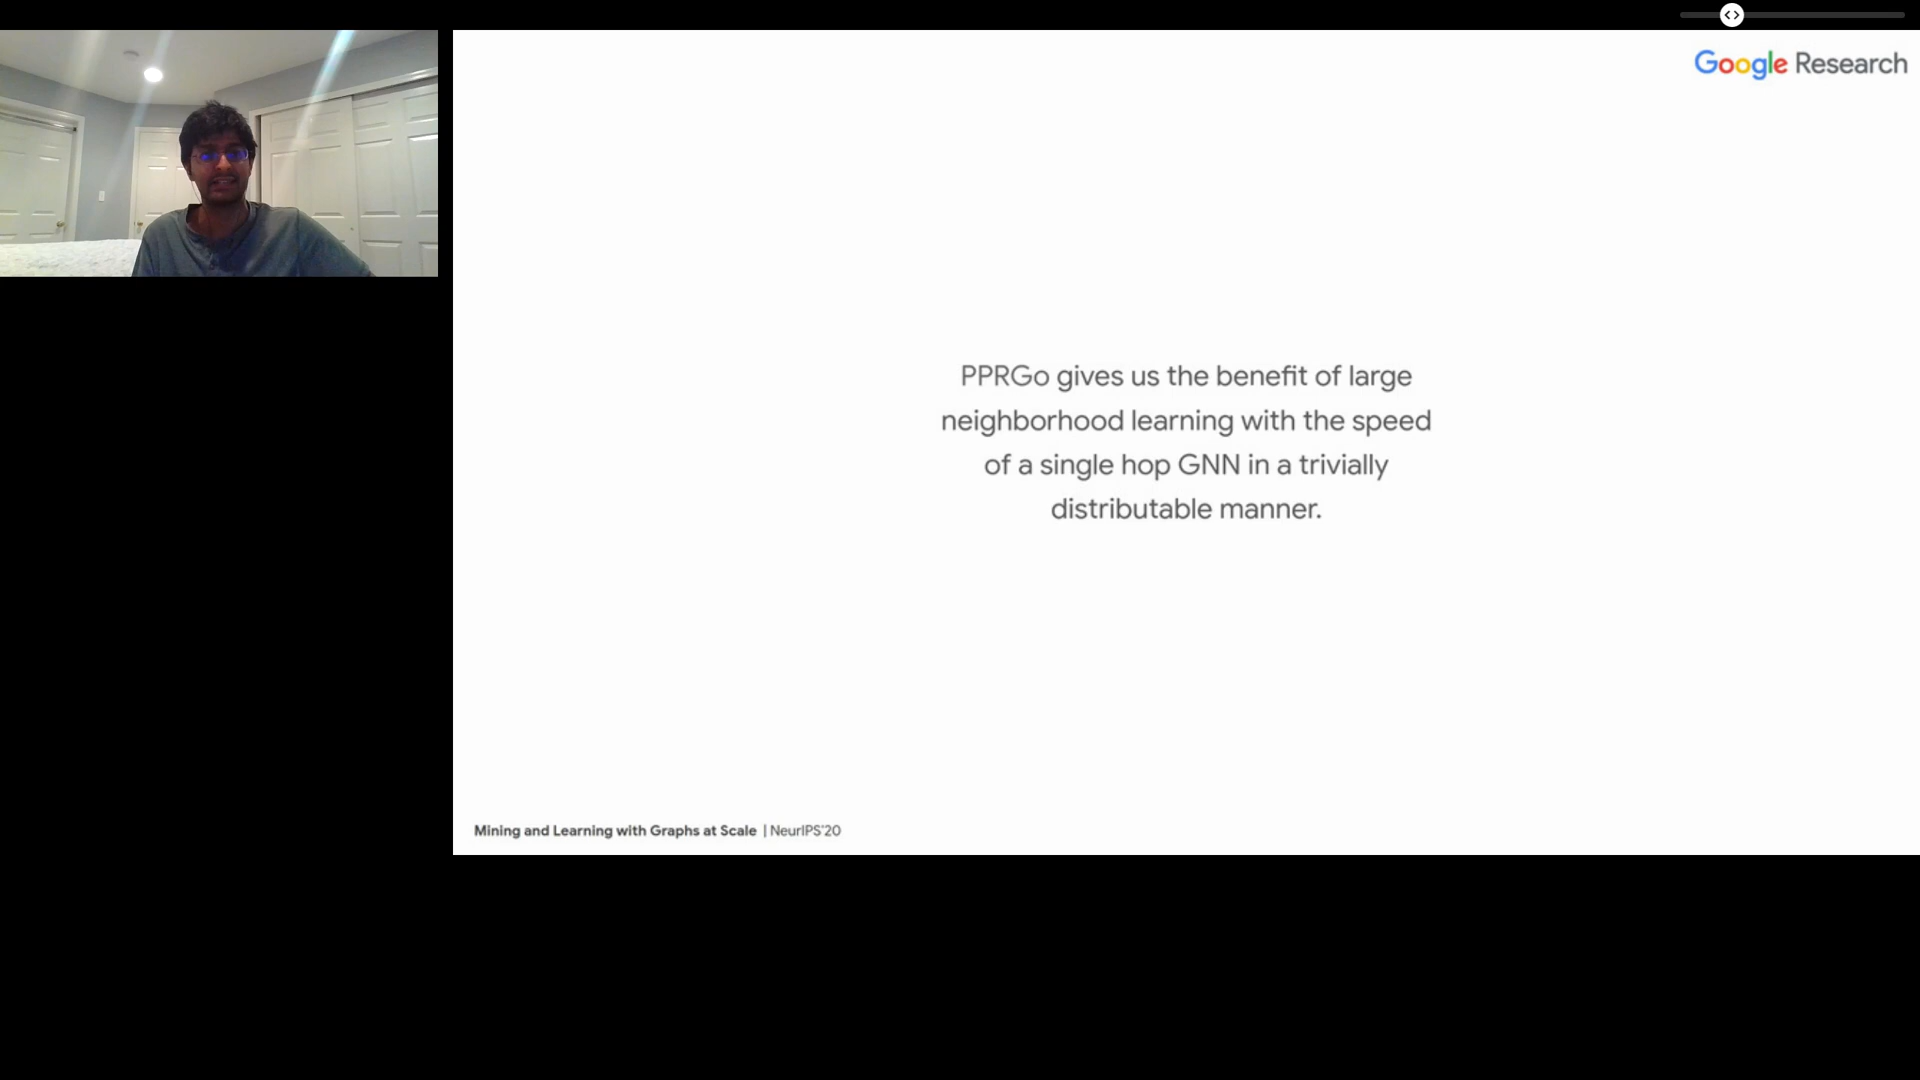 Google Research
PPRGo gives us the benefit of large
neighborhood learning with the speed
of a single hop GNN in a trivially
distributable manner.
Mining and Learning with Graphs at Scale | NeurIPS'20